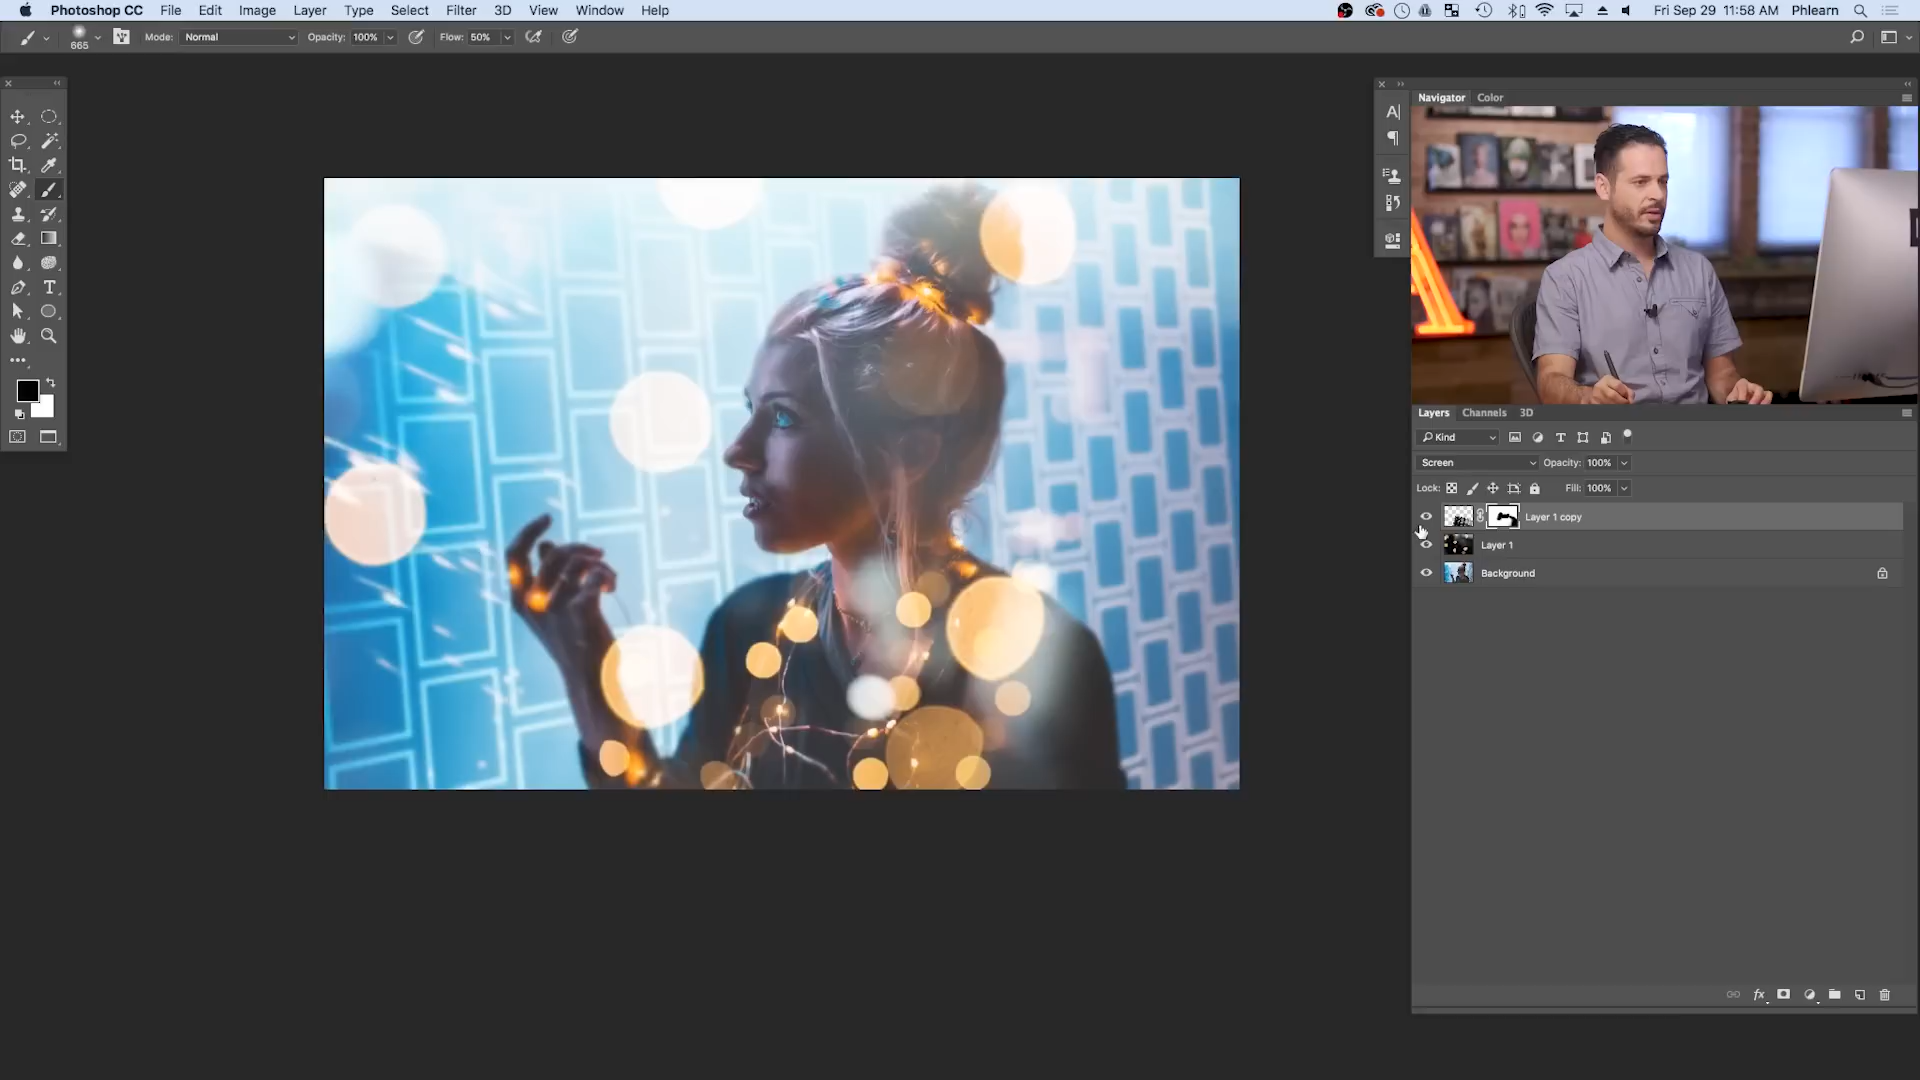 Photoshop CC File Edit Image Layer Type Select Filter 3D View Window Help Fri Sep 29 11:58 AM Phlearn
665 Mode: Normal Opacity: 100% Flow: 50%
Navigator Color
Layers Channels 3D
Kind
Screen Opacity: 100%
Lock: Fill: 100%
Layer 1 copy
Layer 1
Background
fx